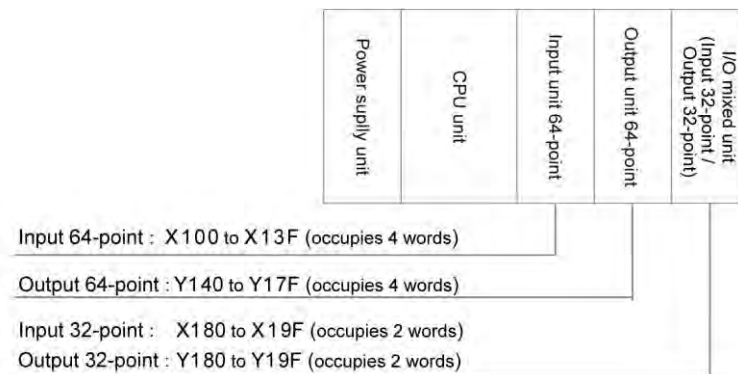 Power suplly unit
CPU unit
Input unit 64-point
Output unit 64-point
I/O mixed unit
(Input 32-point /
Output 32-point)
Input 64-point : X100 to X13F (occupies 4 words)
Output 64-point : Y140 to Y17F (occupies 4 words)
Input 32-point : X180 to X19F (occupies 2 words)
Output 32-point : Y180 to Y19F (occupies 2 words)